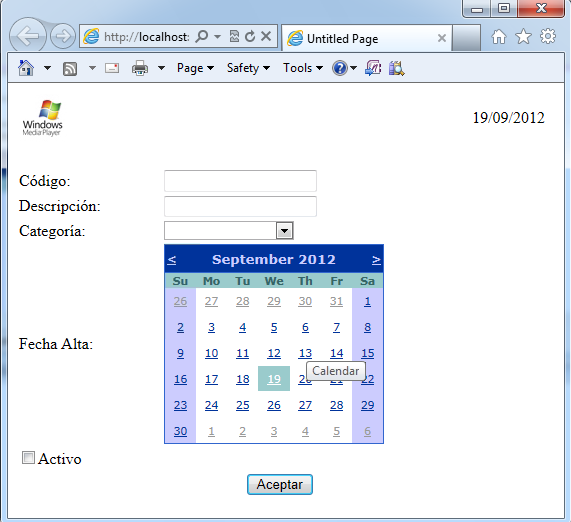 http://localhost:
Untitled Page
Page Safety Tools
Windows
Media Player
19/09/2012
Código:
Descripción:
Categoría:
< September 2012 >
Su Mo Tu We Th Fr Sa
26 27 28 29 30 31 1
2 3 4 5 6 7 8
9 10 11 12 13 14 15
Fecha Alta:
Calendar
16 17 18 19 20 21 22
23 24 25 26 27 28 29
30 1 2 3 4 5 6
Activo
Aceptar